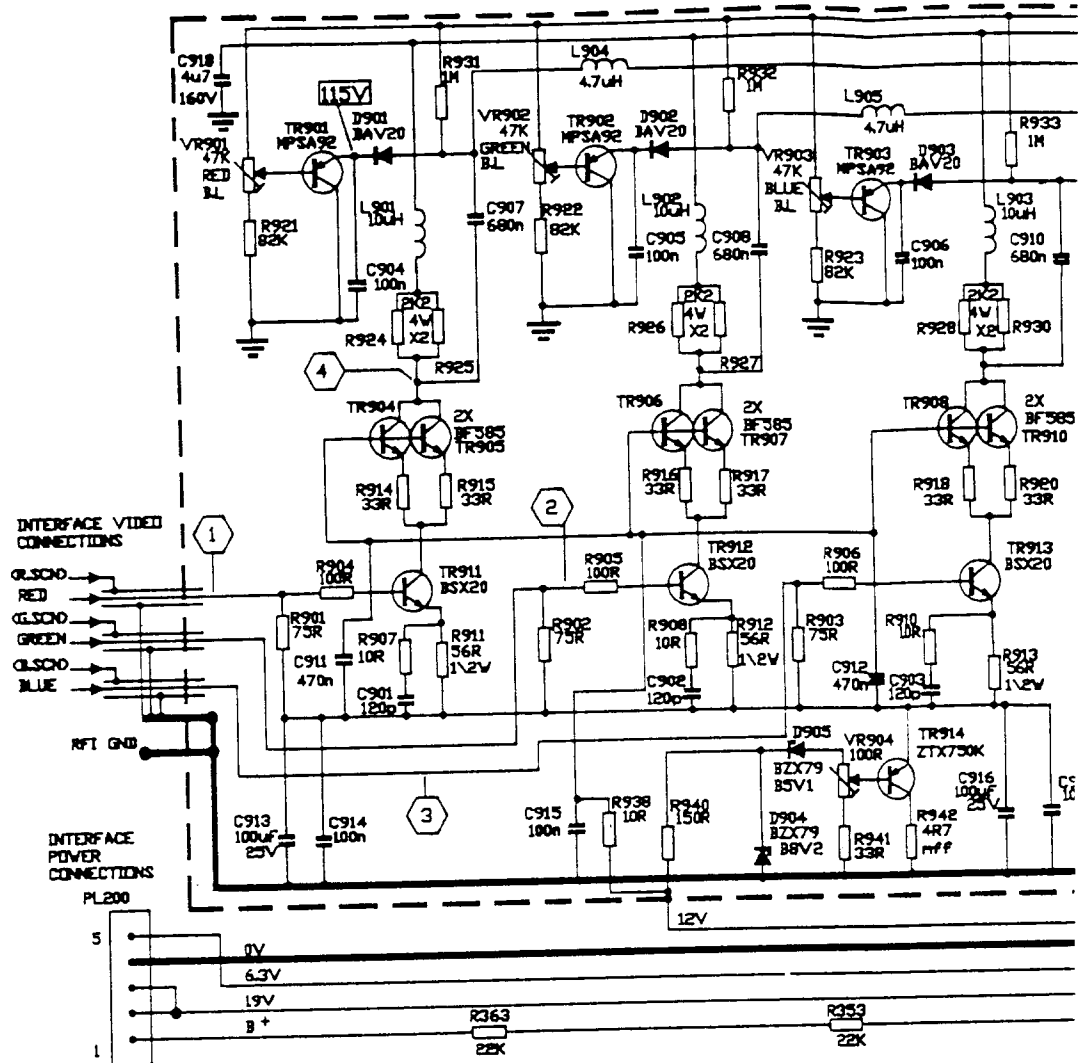 C918
4u7
160V
115V
TR901
MPSA92
D901
BAV20
R931
1M
L904
4.7uH
R932
1M
L905
4.7uH
R933
1M
VR901
47K
RED
B.L
VR902
47K
GREEN
B.L
TR902
MPSA92
D902
BAV20
VR903
47K
BLUE
B.L
TR903
MPSA92
D903
BAV20
R921
82K
L901
10uH
C907
680n
C904
100n
R922
82K
L902
10uH
C905
100n
C908
680n
R923
82K
C906
100n
L903
10uH
C910
680n
2K2
4W
X2
R924
R925
2K2
4W
X2
R926
R927
2K2
4W
X2
R928
R930
4
TR904
2X
BF585
TR905
TR906
2X
BF585
TR907
TR908
2X
BF585
TR910
R914
33R
R915
33R
R916
33R
R917
33R
R918
33R
R920
33R
INTERFACE VIDEO
CONNECTIONS
1
2
(R.SCN)
RED
(G.SCN)
GREEN
(B.SCN)
BLUE
RFI GND
R904
100R
TR911
BSX20
R905
100R
TR912
BSX20
R906
100R
TR913
BSX20
R901
75R
R907
10R
R911
56R
1\2W
C911
470n
C901
120p
R902
75R
R908
10R
R912
56R
1\2W
C902
120p
R903
75R
R910
10R
R913
56R
1\2W
C912
470n
C903
120p
3
D905
BZX79
B5V1
VR904
100R
TR914
ZTX750K
C913
100uF
25V
C914
100n
C915
100n
R938
10R
R940
150R
D904
BZX79
B8V2
R941
33R
R942
4R7
mff
C916
100uF
25V
INTERFACE
POWER
CONNECTIONS
PL200
12V
5
0V
6.3V
19V
B +
1
R363
22K
R353
22K